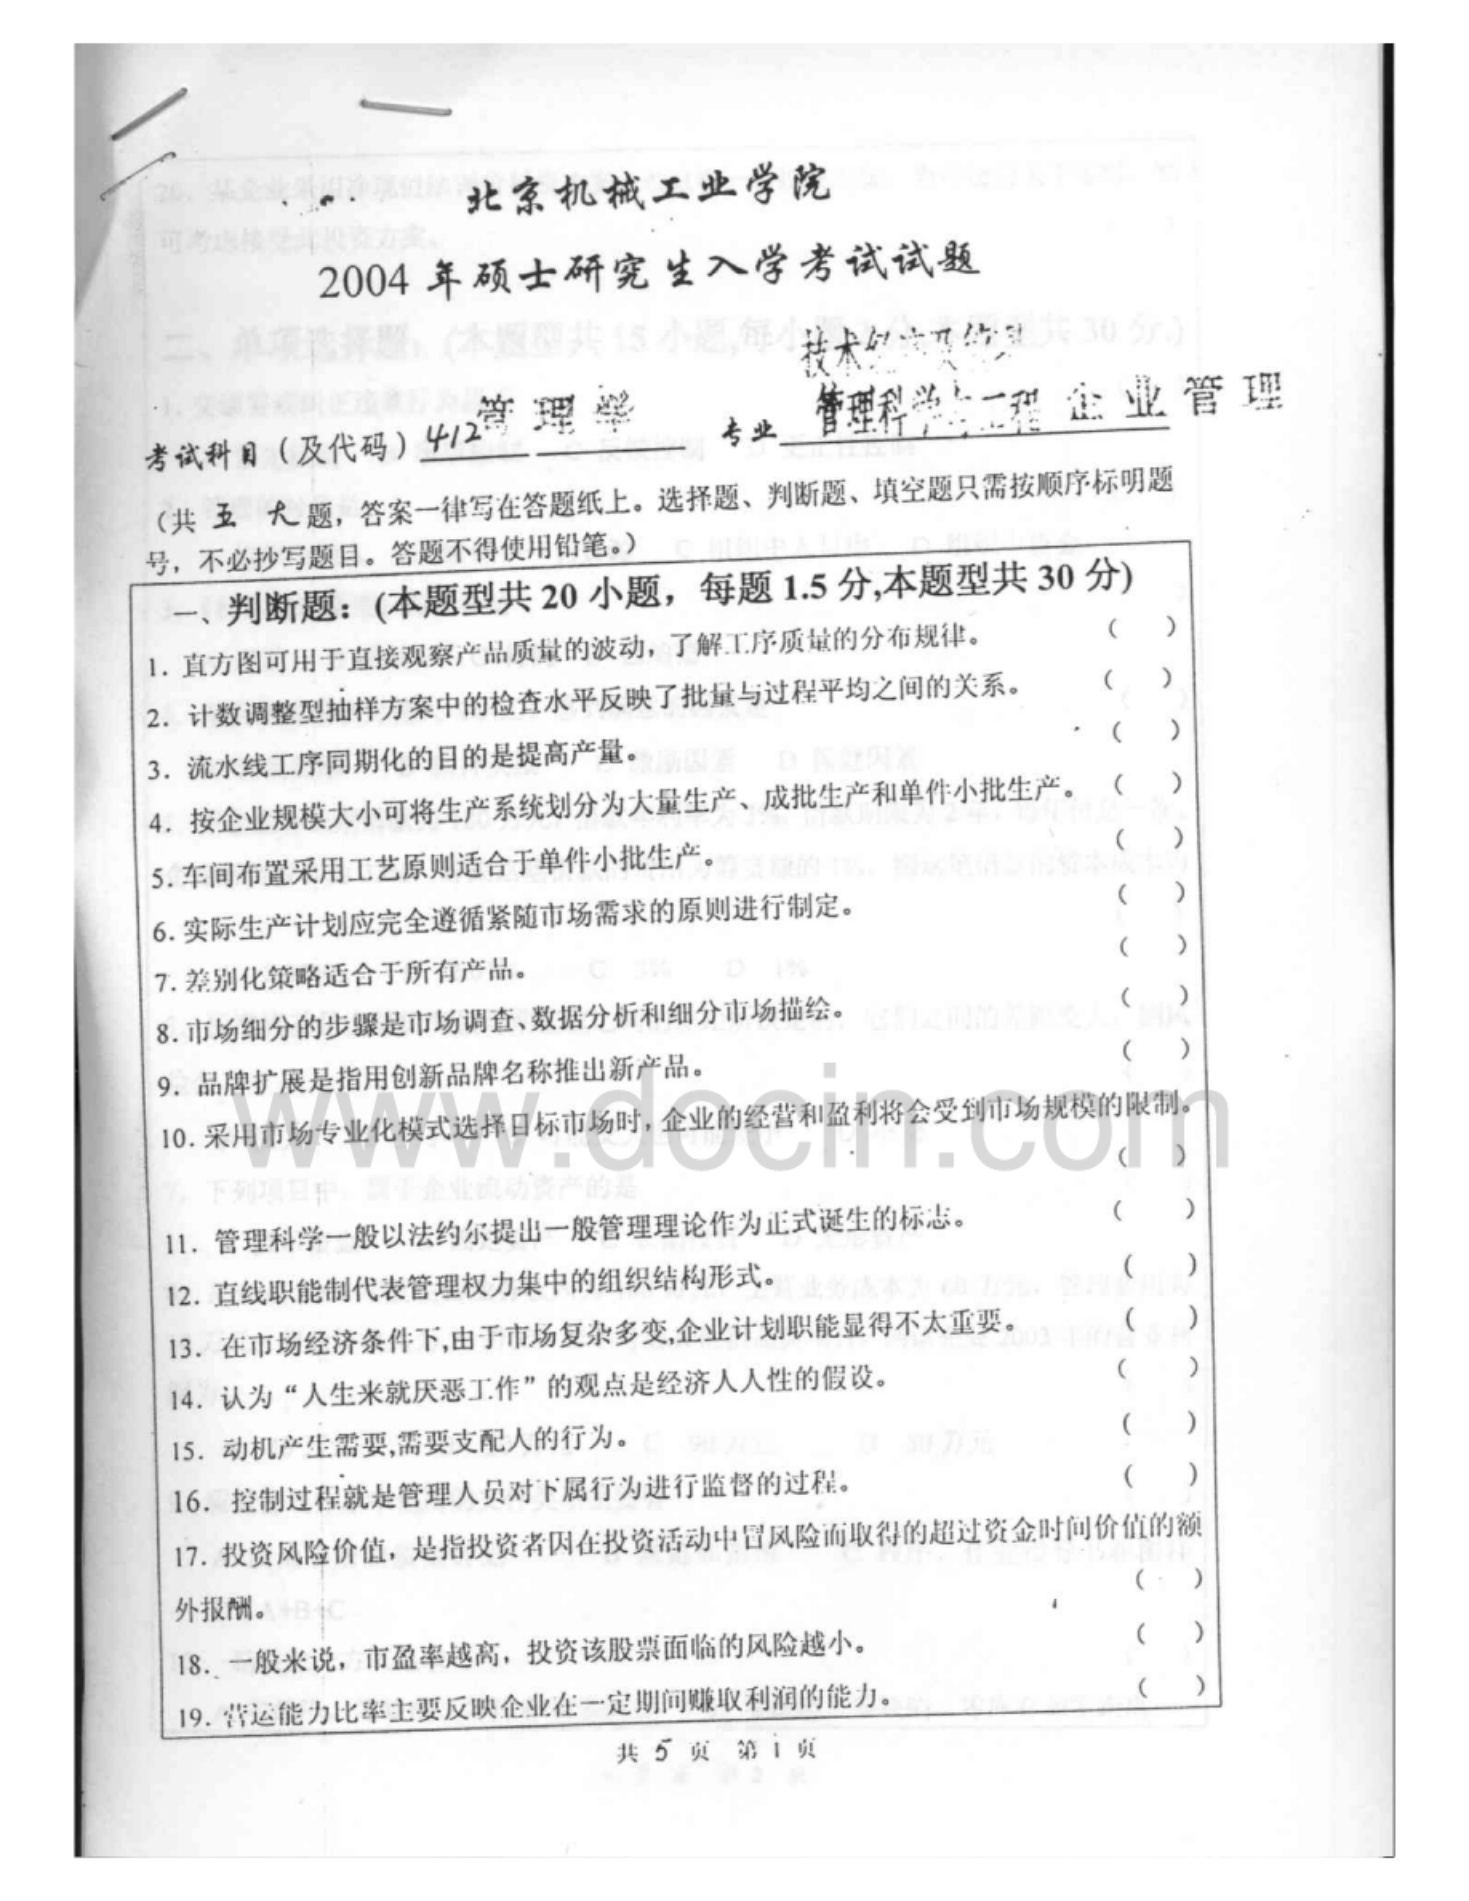 北京机械工业学院
2004年硕士研究生入学考试试题
技术
考试科目（及代码）412管理学 专业 管理科学与工程 企业管理
（共 五 大题，答案一律写在答题纸上。选择题、判断题、填空题只需按顺序标明题
号，不必抄写题目。答题不得使用铅笔。）
一、判断题：(本题型共20小题，每题1.5分,本题型共30分)
1. 直方图可用于直接观察产品质量的波动，了解工序质量的分布规律。 （ ）
2. 计数调整型抽样方案中的检查水平反映了批量与过程平均之间的关系。 （ ）
3. 流水线工序同期化的目的是提高产量。 （ ）
4. 按企业规模大小可将生产系统划分为大量生产、成批生产和单件小批生产。 （ ）
5. 车间布置采用工艺原则适合于单件小批生产。 （ ）
6. 实际生产计划应完全遵循紧随市场需求的原则进行制定。 （ ）
7. 差别化策略适合于所有产品。 （ ）
8. 市场细分的步骤是市场调查、数据分析和细分市场描绘。 （ ）
9. 品牌扩展是指用创新品牌名称推出新产品。 （ ）
10. 采用市场专业化模式选择目标市场时，企业的经营和盈利将会受到市场规模的限制。
（ ）
11. 管理科学一般以法约尔提出一般管理理论作为正式诞生的标志。 （ ）
12. 直线职能制代表管理权力集中的组织结构形式。 （ ）
13. 在市场经济条件下,由于市场复杂多变,企业计划职能显得不太重要。 （ ）
14. 认为“人生来就厌恶工作”的观点是经济人人性的假设。 （ ）
15. 动机产生需要,需要支配人的行为。 （ ）
16. 控制过程就是管理人员对下属行为进行监督的过程。 （ ）
17. 投资风险价值，是指投资者因在投资活动中冒风险而取得的超过资金时间价值的额
外报酬。 （ ）
18. 一般来说，市盈率越高，投资该股票面临的风险越小。 （ ）
19. 营运能力比率主要反映企业在一定期间赚取利润的能力。 （ ）
共 5 页 第 1 页
www.docin.com